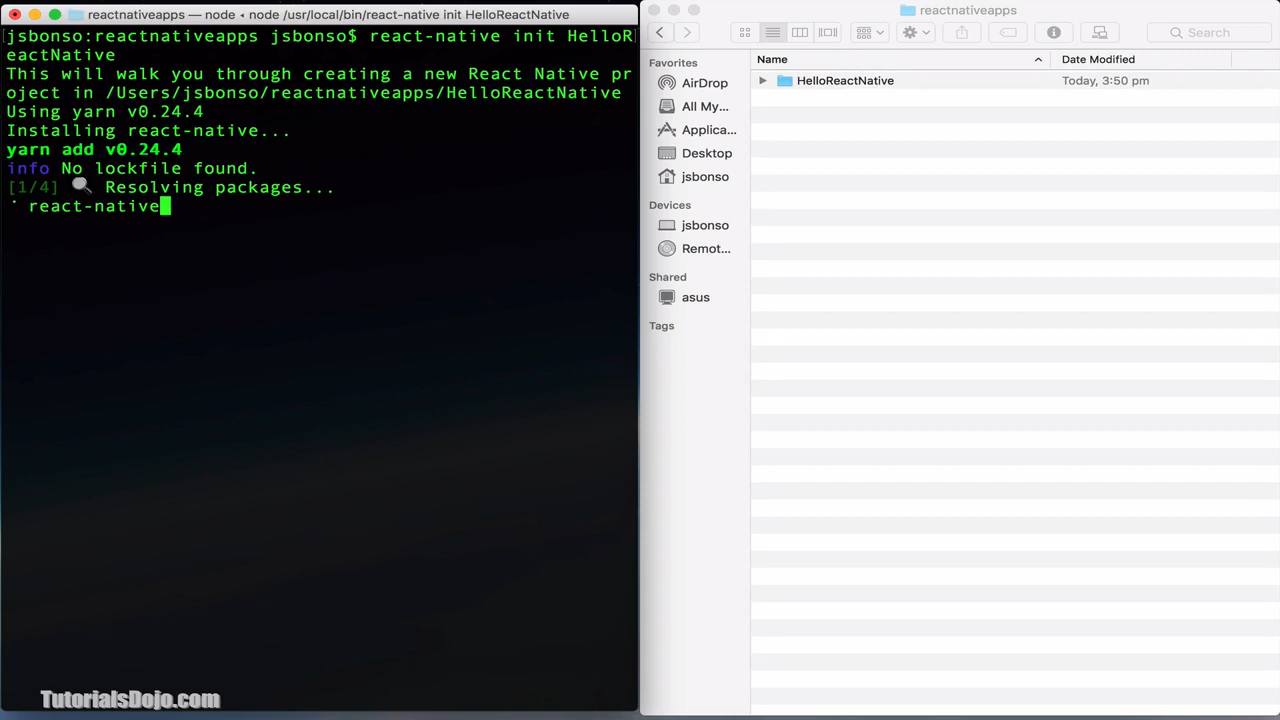 reactnativeapps — node ◂ node /usr/local/bin/react-native init HelloReactNative
[jsbonso:reactnativeapps jsbonso$ react-native init HelloR]
eactNative
This will walk you through creating a new React Native pr
oject in /Users/jsbonso/reactnativeapps/HelloReactNative
Using yarn v0.24.4
Installing react-native...
yarn add v0.24.4
info No lockfile found.
[1/4] 🔍 Resolving packages...
⠁ react-native
TutorialsDojo.com
reactnativeapps
Search
Favorites
AirDrop
All My...
Applica...
Desktop
jsbonso
Devices
jsbonso
Remot...
Shared
asus
Tags
Name
Date Modified
HelloReactNative
Today, 3:50 pm